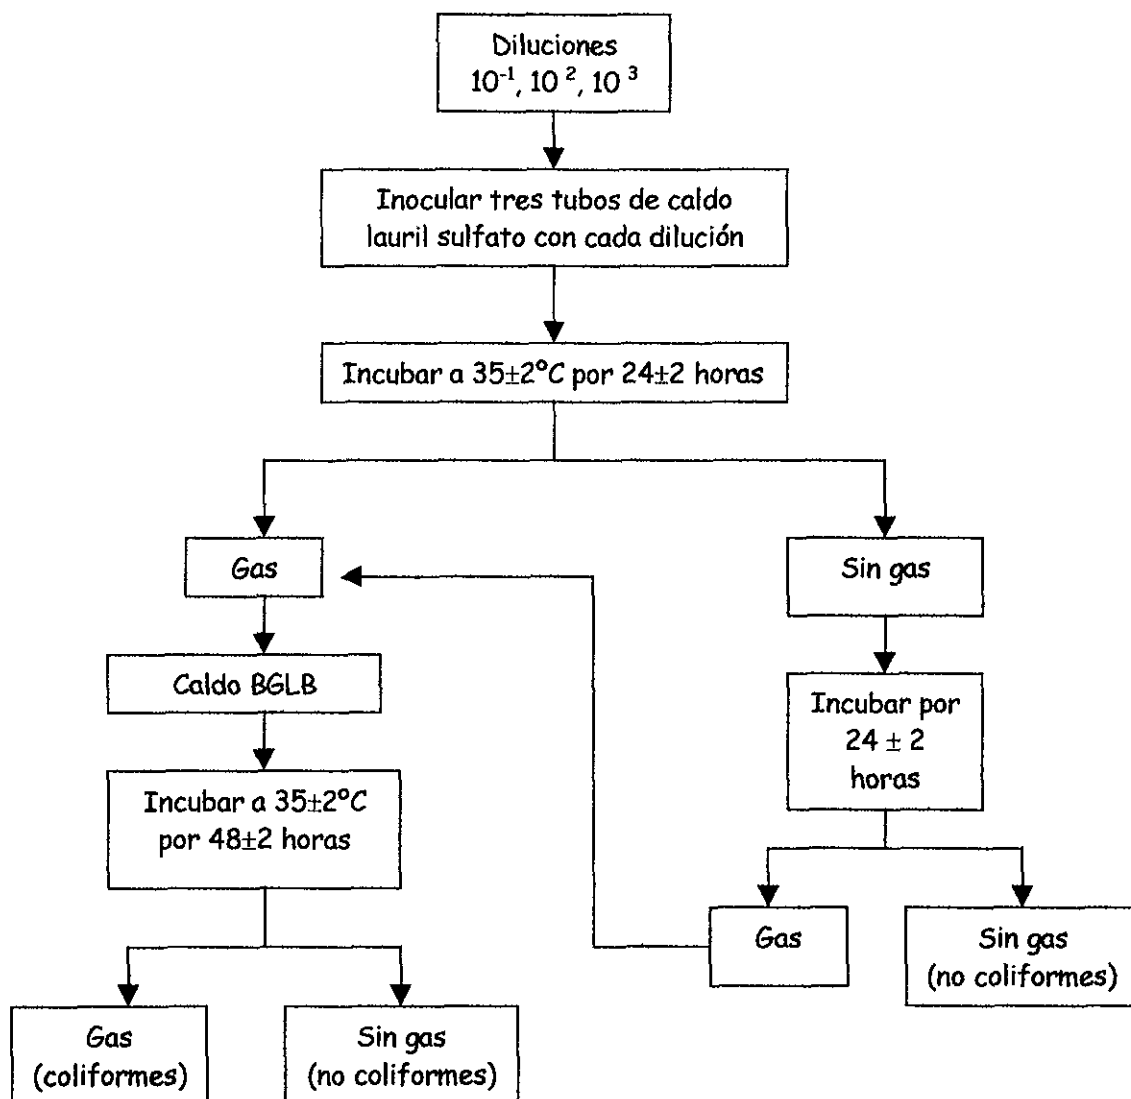 Diluciones
10⁻¹, 10 ², 10 ³
Inocular tres tubos de caldo
lauril sulfato con cada dilución
Incubar a 35±2°C por 24±2 horas
Gas
Sin gas
Caldo BGLB
Incubar por
24 ± 2
horas
Incubar a 35±2°C
por 48±2 horas
Gas
Sin gas
(no coliformes)
Gas
(coliformes)
Sin gas
(no coliformes)